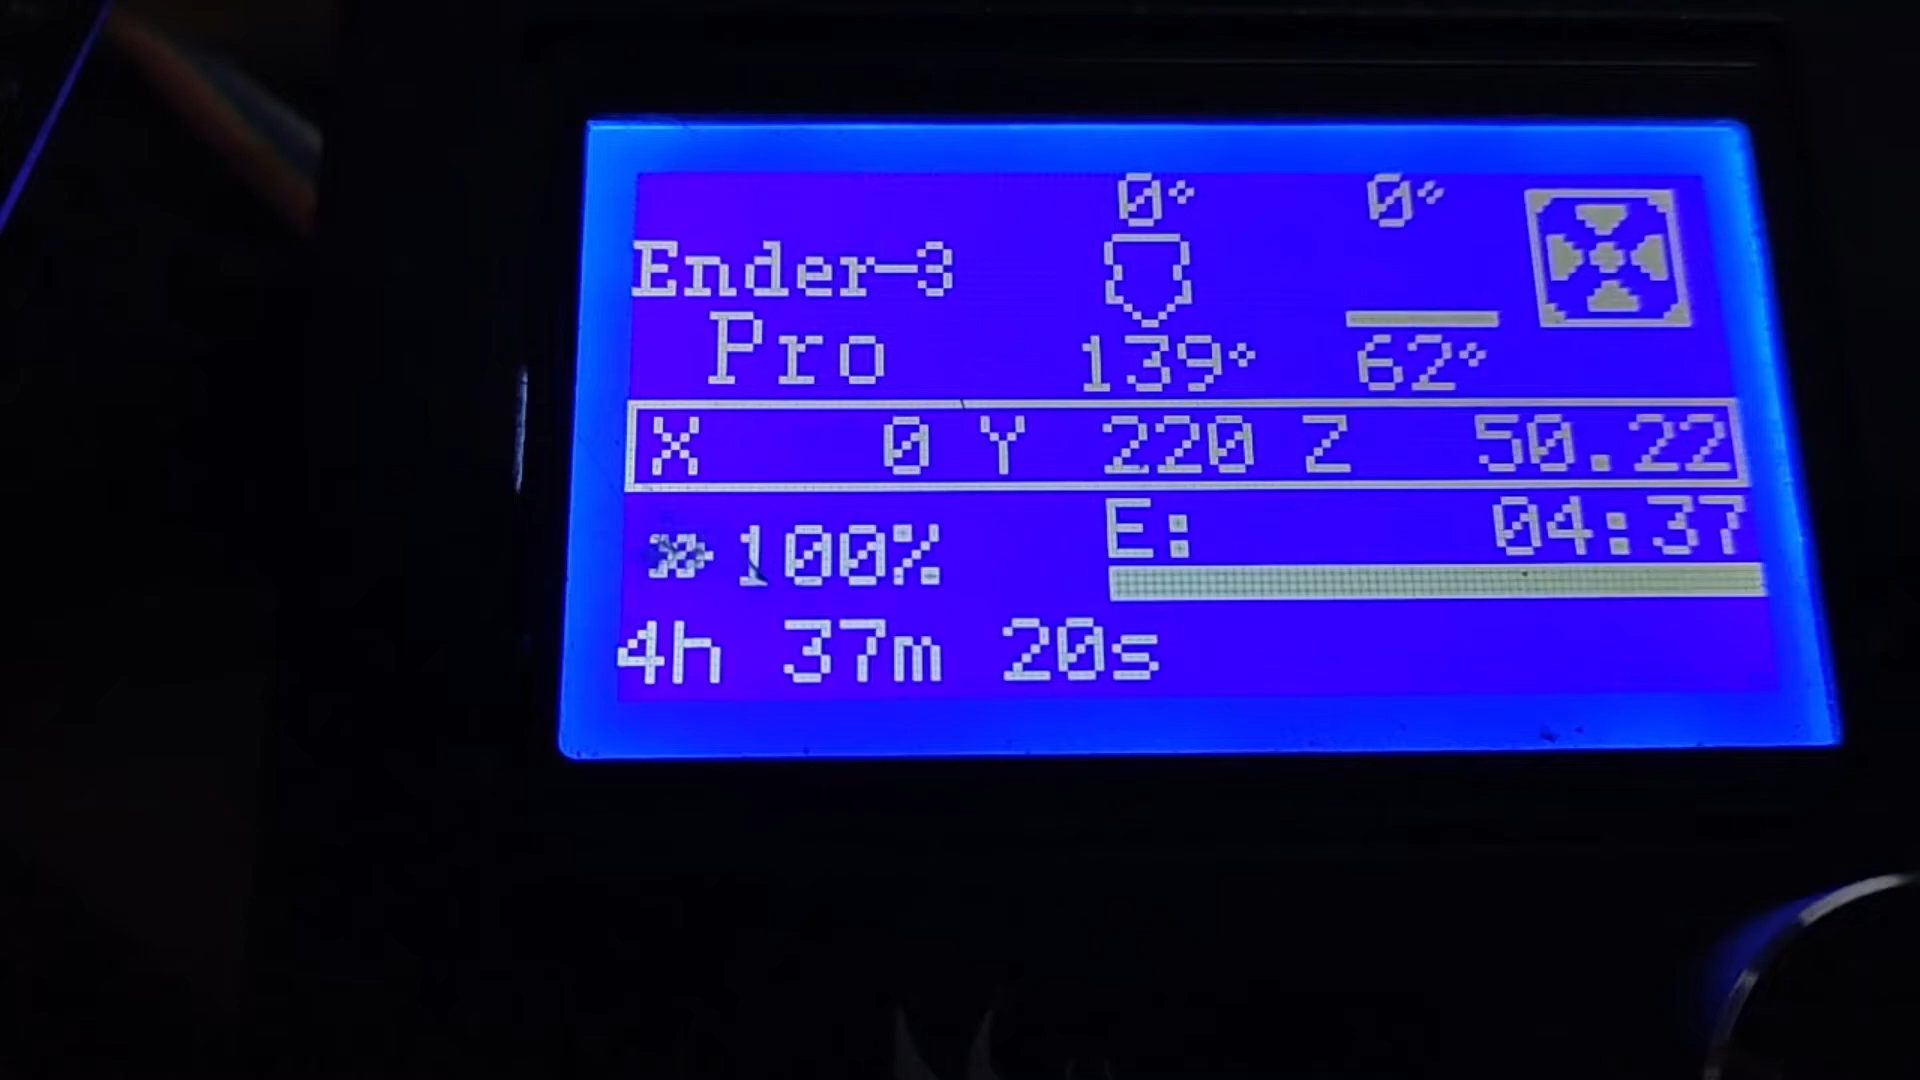 0° 0°
Ender-3
Pro
139° 62°
X 0 Y 220 Z 50.22
E: 04:37
100%
4h 37m 20s